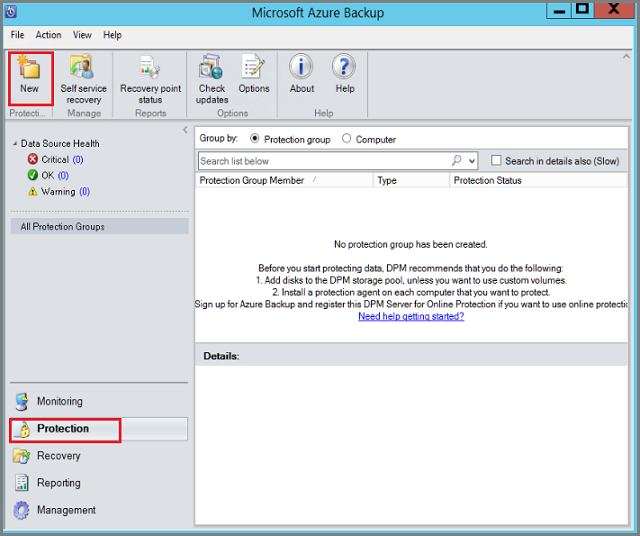 Microsoft Azure Backup
File Action View Help
New
Self service recovery
Recovery point status
Check updates
Options
About
Help
Protecti...
Manage
Reports
Options
Help
Data Source Health
Critical (0)
OK (0)
Warning (0)
All Protection Groups
Group by: Protection group Computer
Search list below
Search in details also (Slow)
Protection Group Member / Type Protection Status
No protection group has been created.
Before you start protecting data, DPM recommends that you do the following:
1. Add disks to the DPM storage pool, unless you want to use custom volumes.
2. Install a protection agent on each computer that you want to protect.
Sign up for Azure Backup and register this DPM Server for Online Protection if you want to use online protectic
Need help getting started?
Details:
Monitoring
Protection
Recovery
Reporting
Management